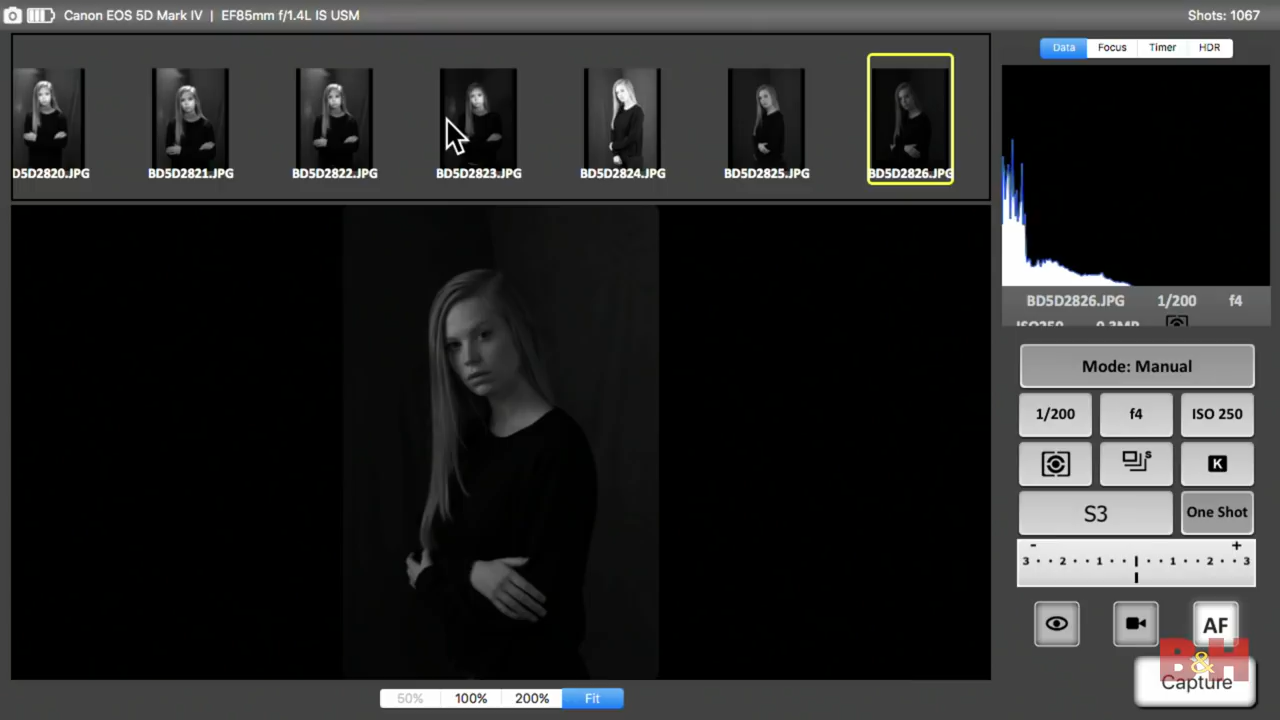 Canon EOS 5D Mark IV | EF85mm f/1.4L IS USM
Shots: 1067
Data Focus Timer HDR
D5D2820.JPG BD5D2821.JPG BD5D2822.JPG BD5D2823.JPG BD5D2824.JPG BD5D2825.JPG BD5D2826.JPG
BD5D2826.JPG 1/200 f4
ISO250 0.3MP
Mode: Manual
1/200 f4 ISO 250
S
K
S3 One Shot
- +
3 · · 2 · · 1 · · | · · 1 · · 2 · · 3
AF
B&H
Capture
50% 100% 200% Fit